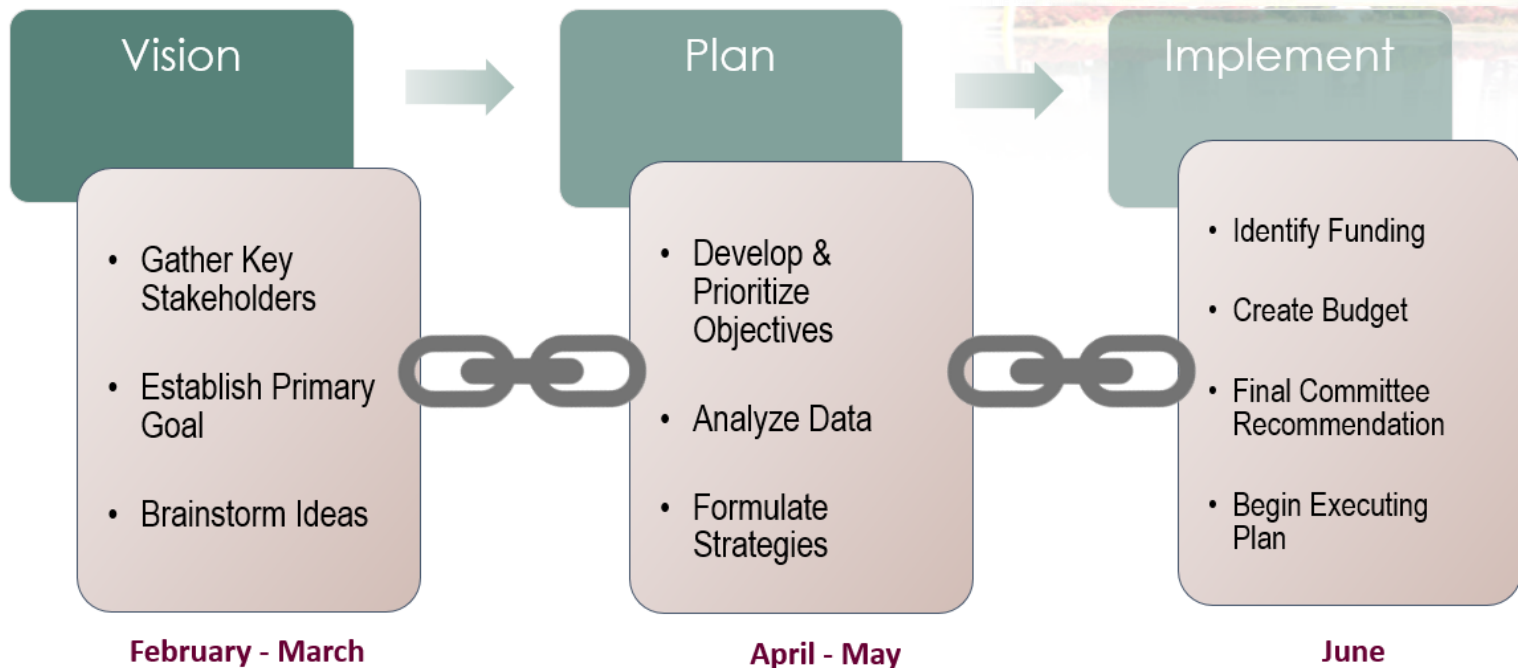 Vision
Plan
Implement
• Gather Key
Stakeholders
• Establish Primary
Goal
• Brainstorm Ideas
• Develop &
Prioritize
Objectives
• Analyze Data
• Formulate
Strategies
• Identify Funding
• Create Budget
• Final Committee
Recommendation
• Begin Executing
Plan
February - March
April - May
June